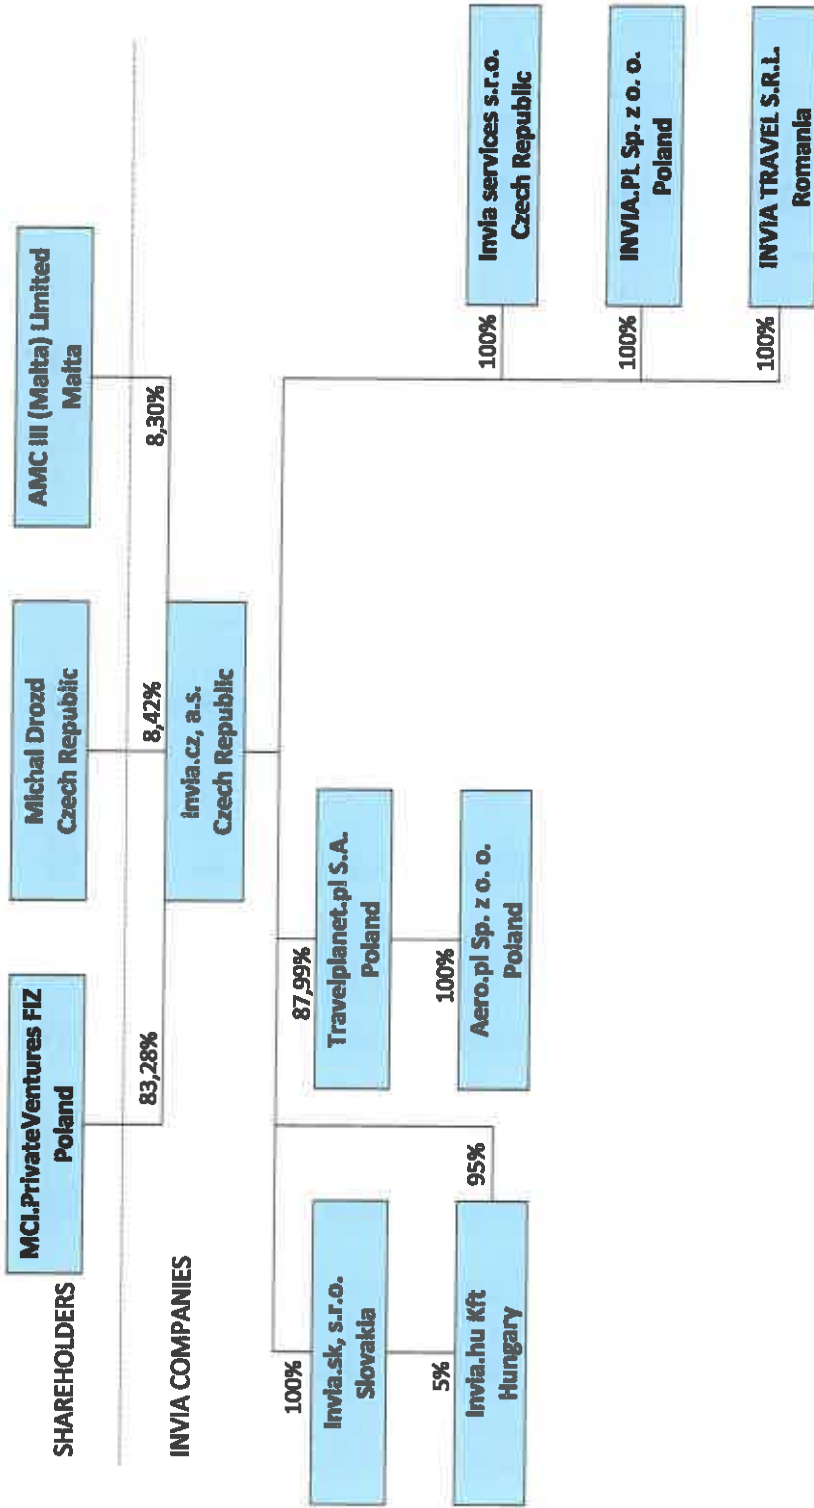 SHAREHOLDERS
MCI.PrivateVentures FIZ
Poland
Michal Drozd
Czech Republic
AMC III (Malta) Limited
Malta
INVIA COMPANIES
83,28%
8,42%
8,30%
Invia.cz, a.s.
Czech Republic
100%
Invia.sk, s.r.o.
Slovakia
5%
95%
Invia.hu Kft
Hungary
87,99%
Travelplanet.pl S.A.
Poland
100%
Aero.pl Sp. z o. o.
Poland
100%
Invia services s.r.o.
Czech Republic
100%
INVIA.PL Sp. z o. o.
Poland
100%
INVIA TRAVEL S.R.L.
Romania